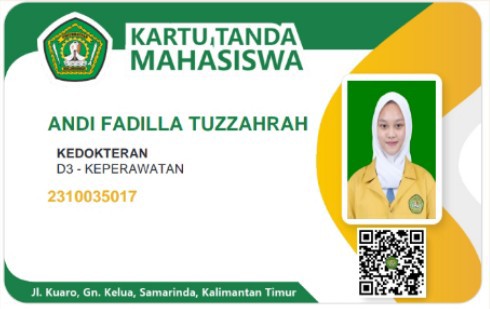 KARTU TANDA
MAHASISWA
ANDI FADILLA TUZZAHRAH
KEDOKTERAN
D3 - KEPERAWATAN
2310035017
Jl. Kuaro, Gn. Kelua, Samarinda, Kalimantan Timur